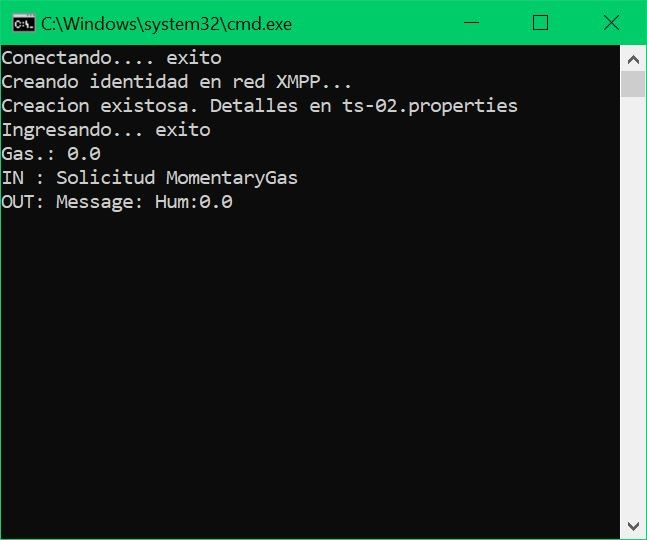 C:\Windows\system32\cmd.exe
Conectando.... exito
Creando identidad en red XMPP...
Creacion existosa. Detalles en ts-02.properties
Ingresando... exito
Gas.: 0.0
IN : Solicitud MomentaryGas
OUT: Message: Hum:0.0